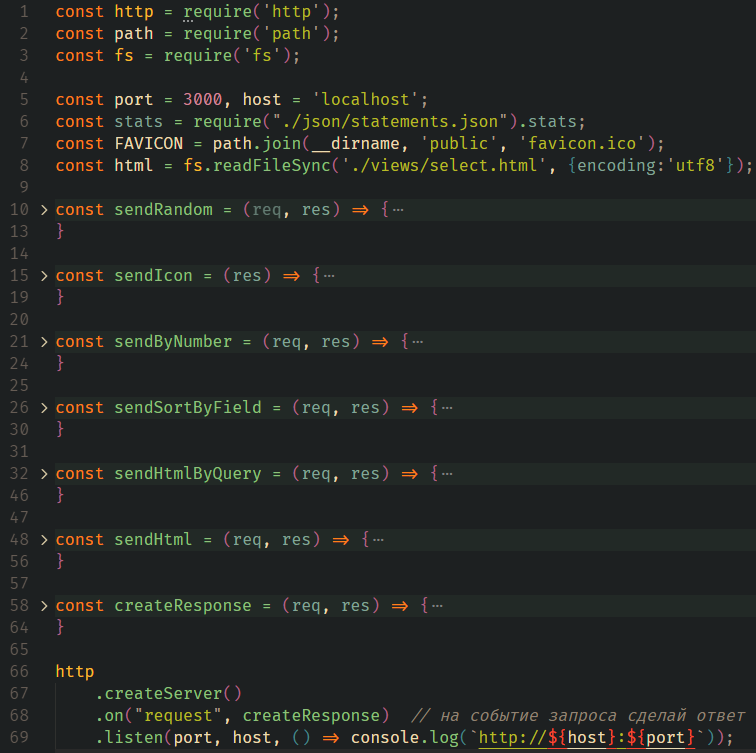 1 const http = require('http');
2 const path = require('path');
3 const fs = require('fs');
4
5 const port = 3000, host = 'localhost';
6 const stats = require("./json/statements.json").stats;
7 const FAVICON = path.join(__dirname, 'public', 'favicon.ico');
8 const html = fs.readFileSync('./views/select.html', {encoding:'utf8'});
9
10 > const sendRandom = (req, res) => {…
13 }
14
15 > const sendIcon = (res) => {…
19 }
20
21 > const sendByNumber = (req, res) => {…
24 }
25
26 > const sendSortByField = (req, res) => {…
30 }
31
32 > const sendHtmlByQuery = (req, res) => {…
46 }
47
48 > const sendHtml = (req, res) => {…
56 }
57
58 > const createResponse = (req, res) => {…
64 }
65
66 http
67 .createServer()
68 .on("request", createResponse) // на событие запроса сделай ответ
69 .listen(port, host, () => console.log(`http://${host}:${port}`));